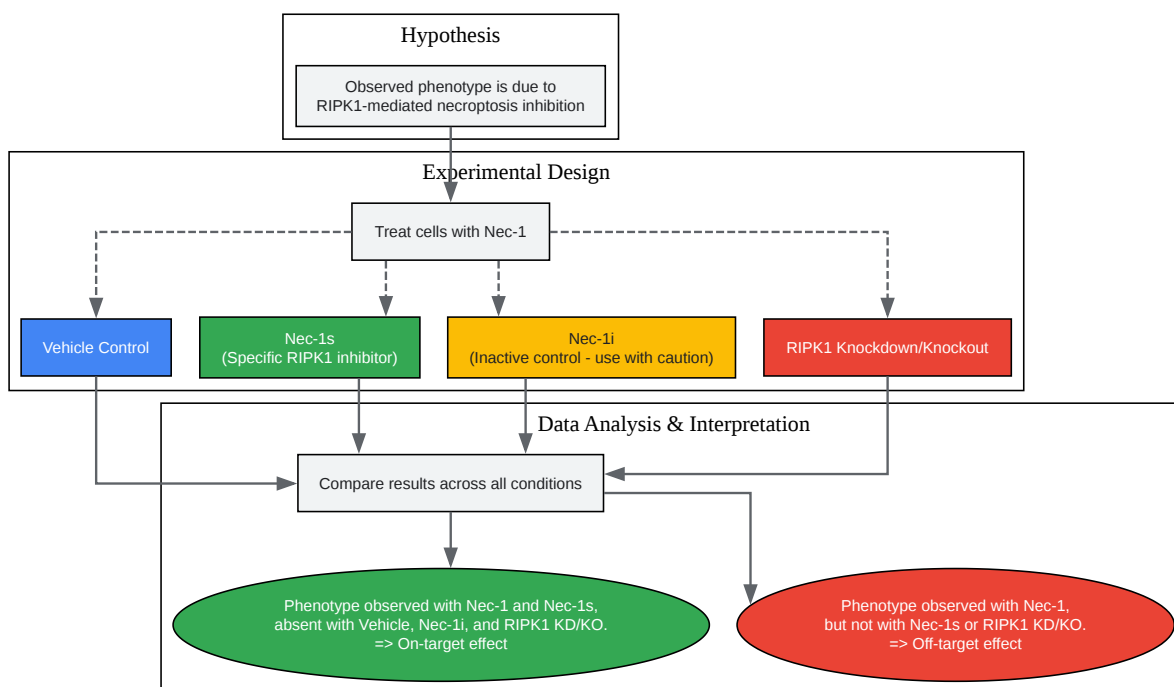 Hypothesis
Observed phenotype is due to
RIPK1-mediated necroptosis inhibition
Experimental Design
Treat cells with Nec-1
Vehicle Control
Nec-1s
(Specific RIPK1 inhibitor)
Nec-1i
(Inactive control - use with caution)
RIPK1 Knockdown/Knockout
Data Analysis & Interpretation
Compare results across all conditions
Phenotype observed with Nec-1 and Nec-1s,
absent with Vehicle, Nec-1i, and RIPK1 KD/KO.
=> On-target effect
Phenotype observed with Nec-1,
but not with Nec-1s or RIPK1 KD/KO.
=> Off-target effect